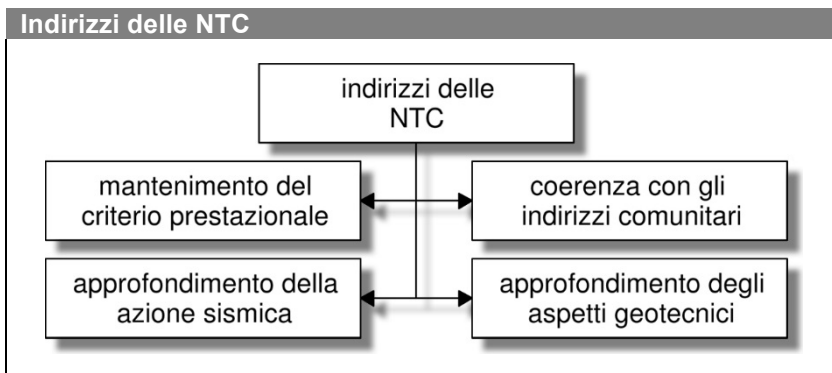 Indirizzi delle NTC
indirizzi delle
NTC
mantenimento del
criterio prestazionale
coerenza con gli
indirizzi comunitari
approfondimento della
azione sismica
approfondimento degli
aspetti geotecnici